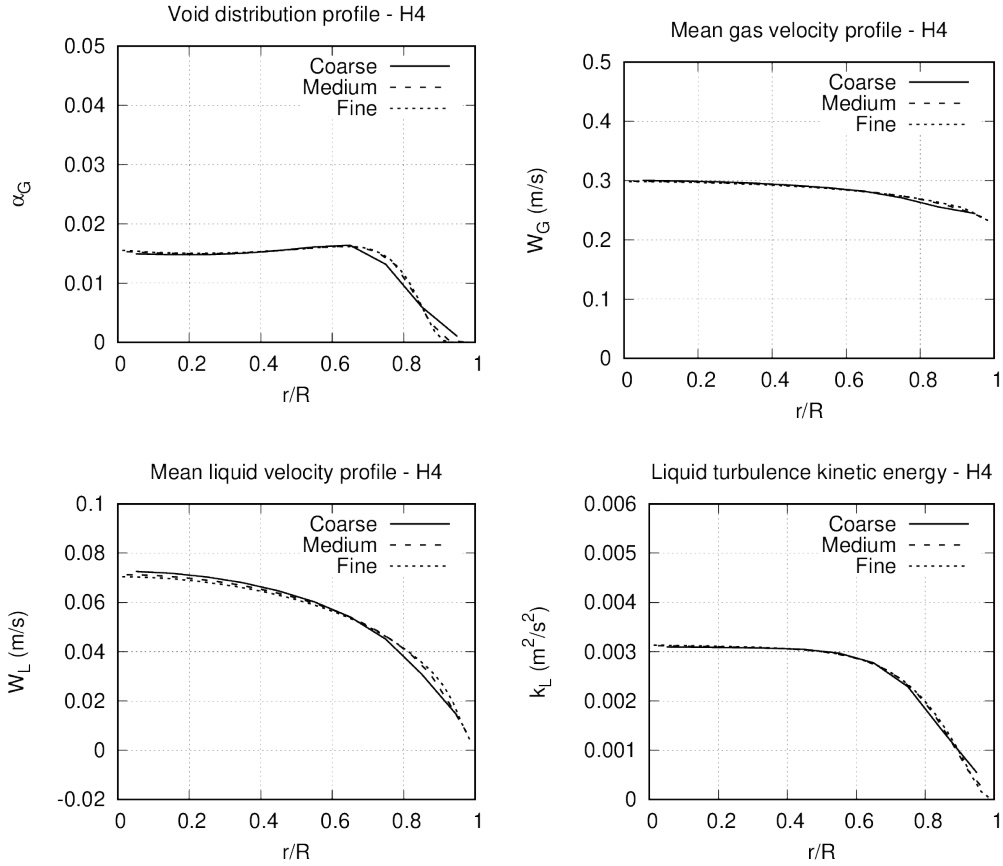 Void distribution profile - H4
0.05
0.04
0.03
0.02
0.01
0
0 0.2 0.4 0.6 0.8 1
α_G
r/R
Coarse
Medium
Fine
Mean gas velocity profile - H4
0.5
0.4
0.3
0.2
0.1
0
0 0.2 0.4 0.6 0.8 1
W_G (m/s)
r/R
Coarse
Medium
Fine
Mean liquid velocity profile - H4
0.1
0.08
0.06
0.04
0.02
0
-0.02
0 0.2 0.4 0.6 0.8 1
W_L (m/s)
r/R
Coarse
Medium
Fine
Liquid turbulence kinetic energy - H4
0.006
0.005
0.004
0.003
0.002
0.001
0
0 0.2 0.4 0.6 0.8 1
k_L (m²/s²)
r/R
Coarse
Medium
Fine